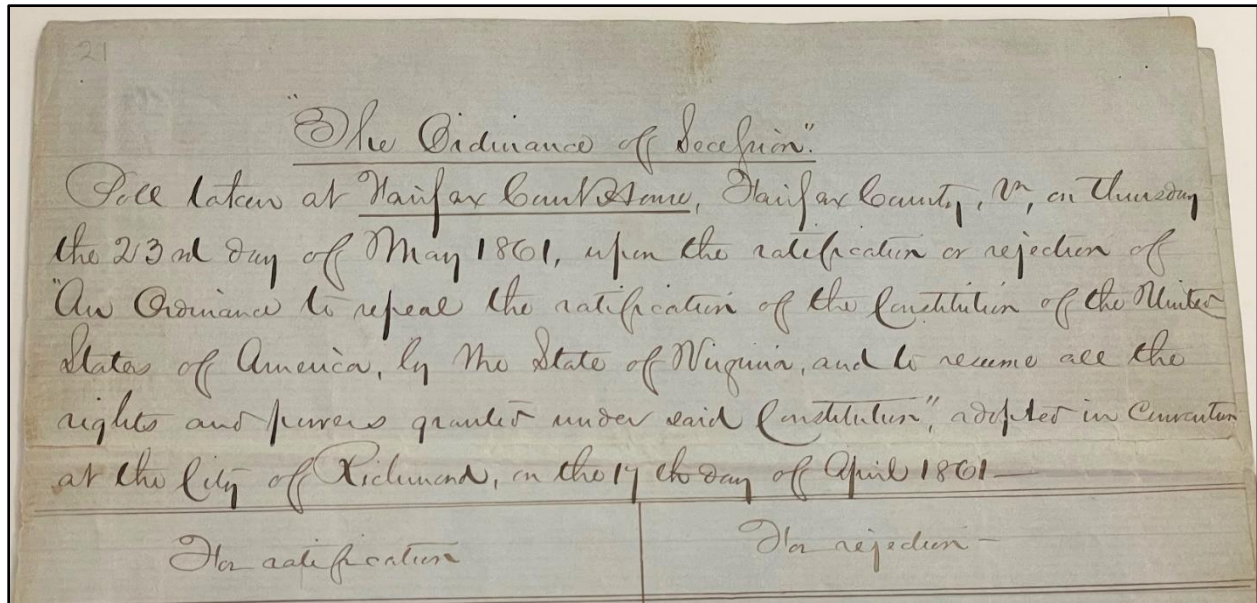 21
"The Ordinance of Secession".
Poll taken at Fairfax Court House, Fairfax County, Va, on Thursday
the 23rd day of May 1861, upon the ratification or rejection of
"An Ordinance to repeal the ratification of the Constitution of the United
States of America, by the State of Virginia, and to resume all the
rights and powers granted under said Constitution", adopted in Convention
at the City of Richmond, on the 17th day of April 1861—
For ratification
For rejection —